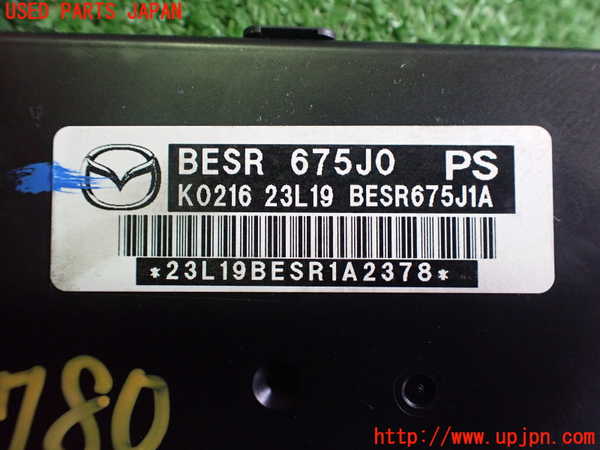 USED PARTS JAPAN
BESR 675J0 PS
K0216 23L19 BESR675J1A
*23L19BESR1A2378*
780
http://www.upjpn.com/